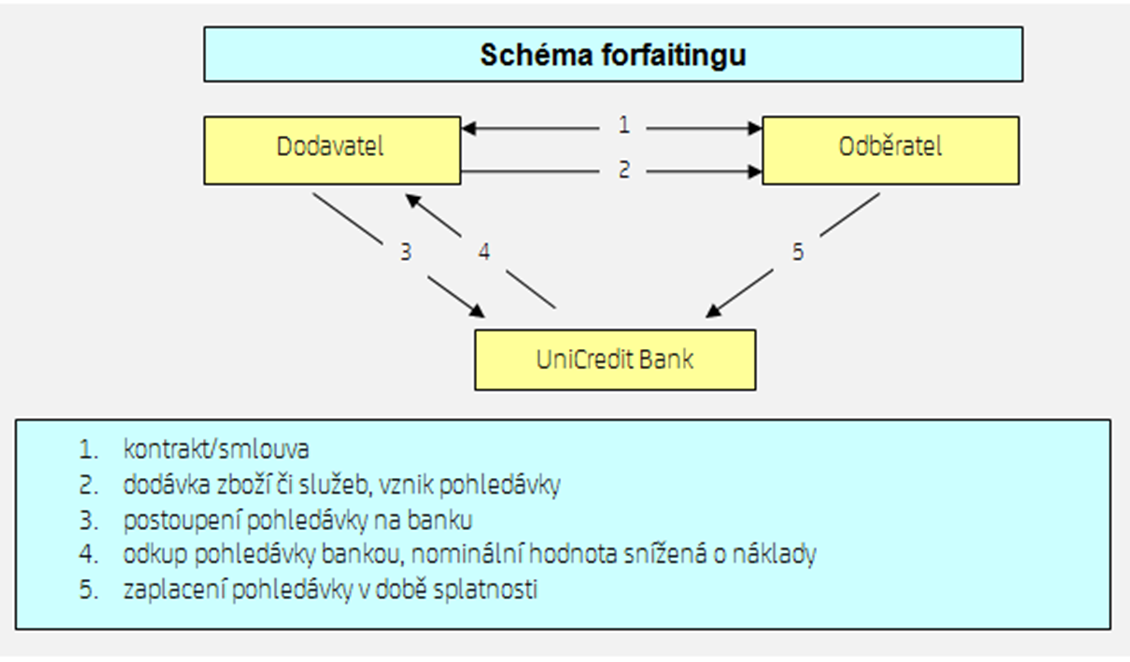 Schéma forfaitingu
Dodavatel
1
Odběratel
2
3
4
5
UniCredit Bank
1. kontrakt/smlouva
2. dodávka zboží či služeb, vznik pohledávky
3. postoupení pohledávky na banku
4. odkup pohledávky bankou, nominální hodnota snížená o náklady
5. zaplacení pohledávky v době splatnosti